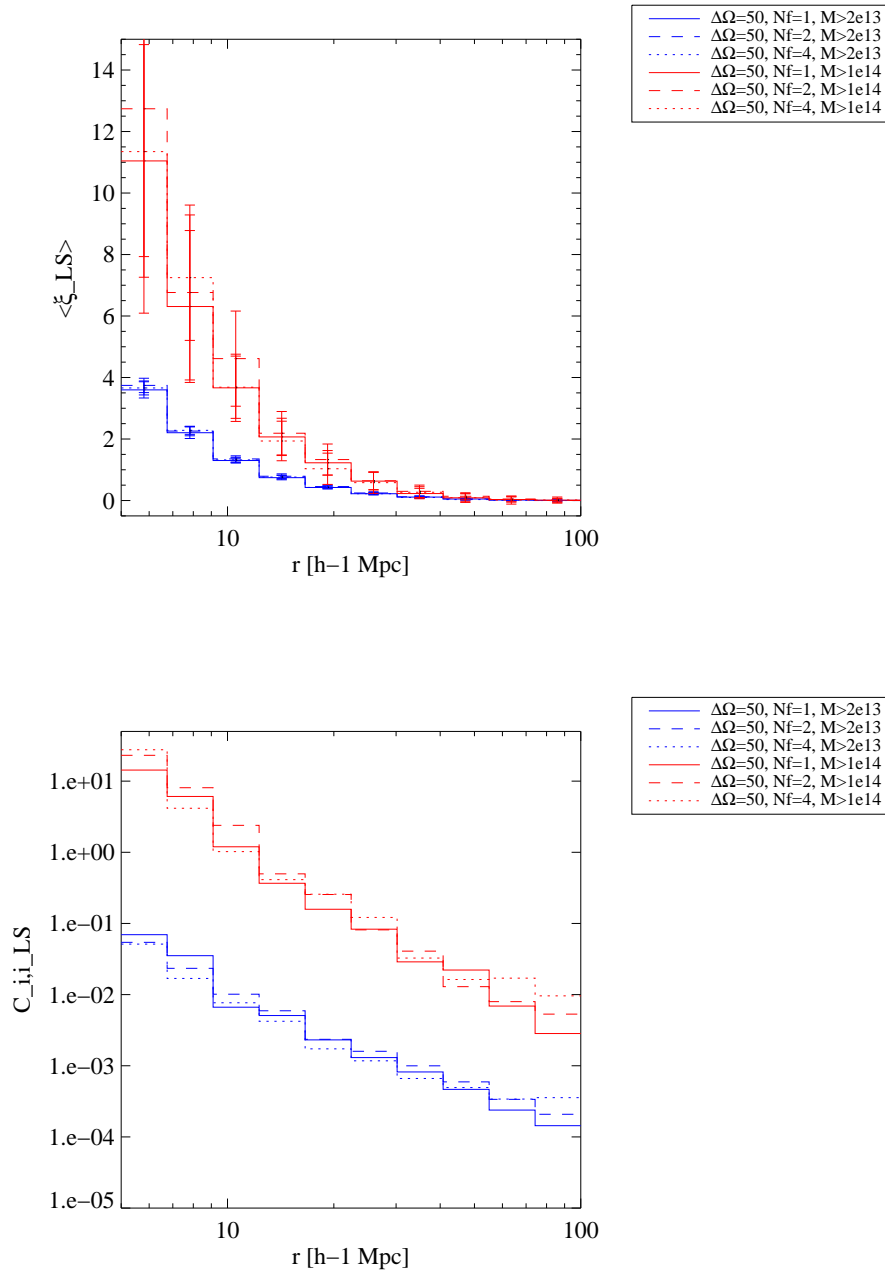 ΔΩ=50, Nf=1, M>2e13
ΔΩ=50, Nf=2, M>2e13
ΔΩ=50, Nf=4, M>2e13
ΔΩ=50, Nf=1, M>1e14
ΔΩ=50, Nf=2, M>1e14
ΔΩ=50, Nf=4, M>1e14
14
12
10
8
6
4
2
0
<ξ_LS>
10 100
r [h−1 Mpc]
ΔΩ=50, Nf=1, M>2e13
ΔΩ=50, Nf=2, M>2e13
ΔΩ=50, Nf=4, M>2e13
ΔΩ=50, Nf=1, M>1e14
ΔΩ=50, Nf=2, M>1e14
ΔΩ=50, Nf=4, M>1e14
1.e+01
1.e+00
1.e−01
1.e−02
1.e−03
1.e−04
1.e−05
C_i,i_LS
10 100
r [h−1 Mpc]